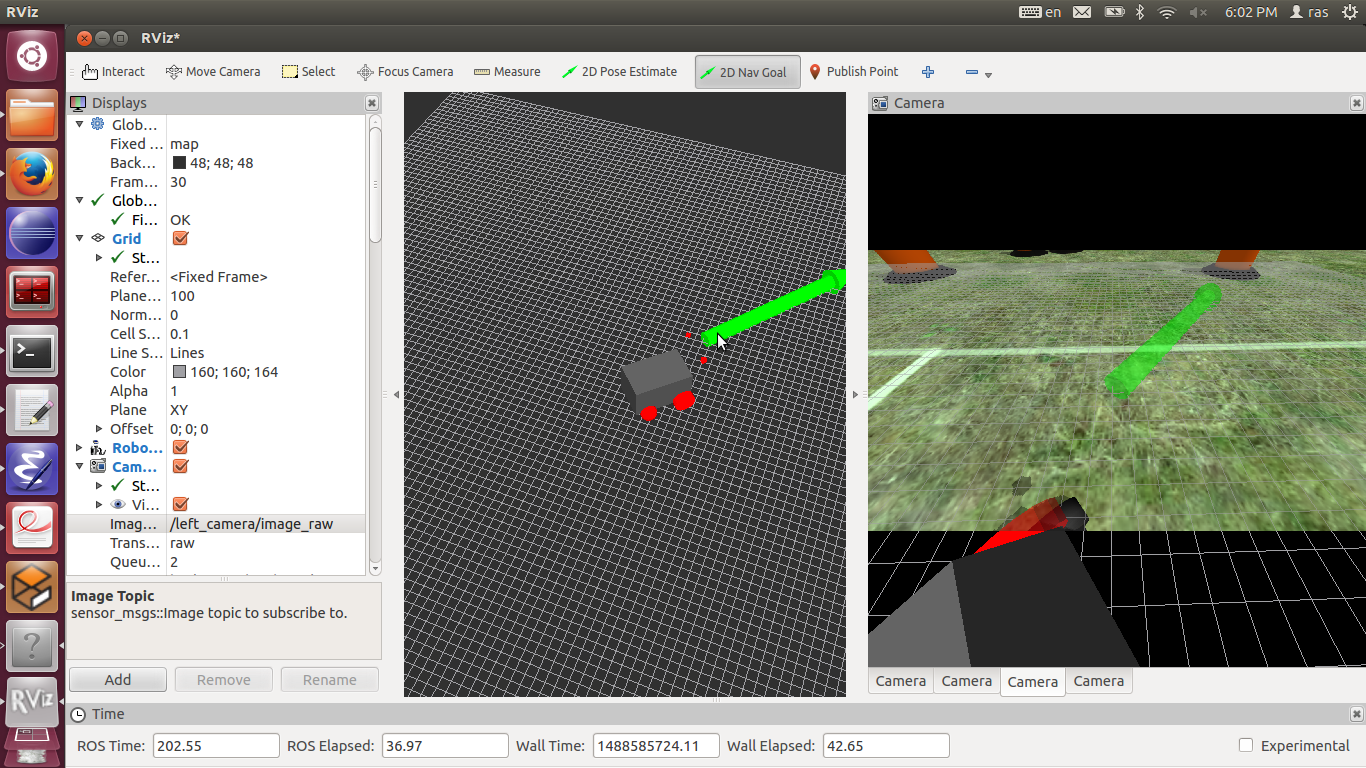 RViz
en
6:02 PM
ras
RViz*
Interact
Move Camera
Select
Focus Camera
Measure
2D Pose Estimate
2D Nav Goal
Publish Point
Displays
Glob...
Fixed ... map
Back... 48; 48; 48
Fram... 30
Glob...
Fi... OK
Grid
St...
Refer... <Fixed Frame>
Plane... 100
Norm... 0
Cell S... 0.1
Line S... Lines
Color 160; 160; 164
Alpha 1
Plane XY
Offset 0; 0; 0
Robo...
Cam...
St...
Vi...
Imag... /left_camera/image_raw
Trans... raw
Queu... 2
Image Topic
sensor_msgs::Image topic to subscribe to.
Add
Remove
Rename
Camera
Camera
Camera
Camera
Camera
RViz
Time
ROS Time: 202.55
ROS Elapsed: 36.97
Wall Time: 1488585724.11
Wall Elapsed: 42.65
Experimental